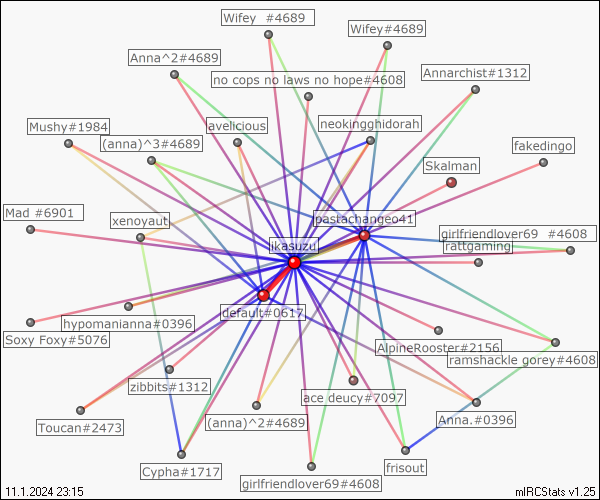 Wifey  #4689
Wifey#4689
Anna^2#4689
no cops no laws no hope#4608
Annarchist#1312
Mushy#1984
avelicious
neokingghidorah
(anna)^3#4689
fakedingo
Skalman
Mad #6901
xenoyaut
pastachangeo41
girlfriendlover69  #4608
ikasuzu
rattgaming
default#0617
hypomanianna#0396
Soxy Foxy#5076
AlpineRooster#2156
ramshackle gorey#4608
zibbits#1312
ace deucy#7097
Toucan#2473
(anna)^2#4689
Anna.#0396
Cypha#1717
frisout
girlfriendlover69#4608
11.1.2024 23:15
mIRCStats v1.25